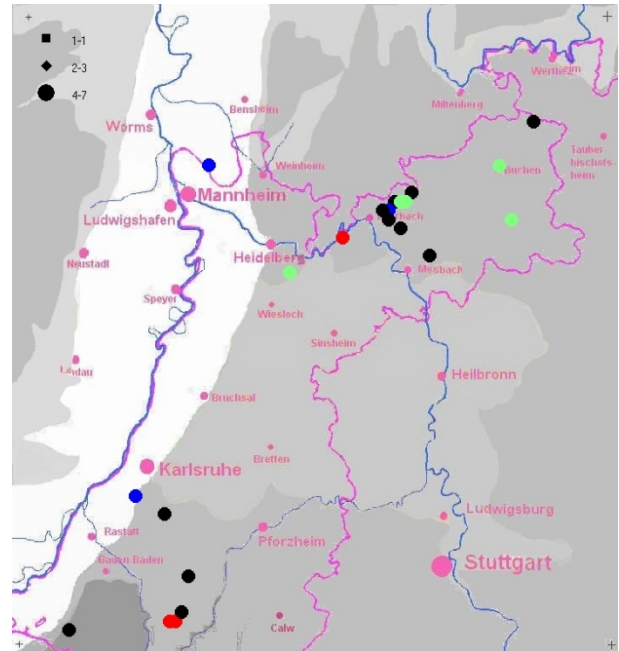 1-1
2-3
4-7
Miltenberg
Bensheim
Worms
Tauber
bischofs-
heim
Weinheim
Buchen
Mannheim
Ludwigshafen
Heidelberg
Neustadt
Mosbach
Speyer
Wiesloch
Sinsheim
Landau
Heilbronn
Bruchsal
Bretten
Karlsruhe
Ludwigsburg
Rastatt
Pforzheim
Baden-Baden
Stuttgart
Calw